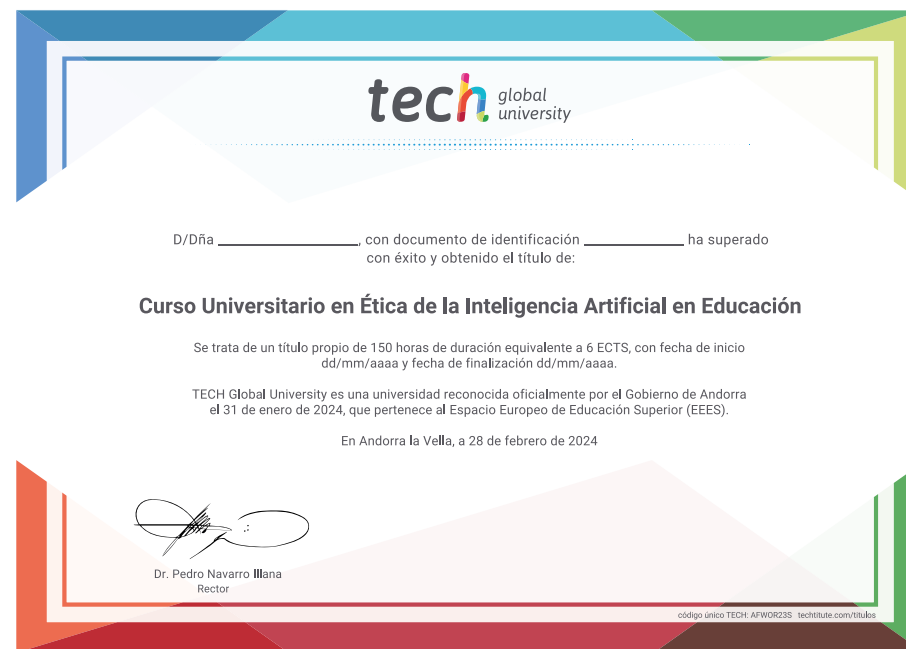 tech global university
D/Dña ____________________, con documento de identificación ______________ ha superado
con éxito y obtenido el título de:
Curso Universitario en Ética de la Inteligencia Artificial en Educación
Se trata de un título propio de 150 horas de duración equivalente a 6 ECTS, con fecha de inicio
dd/mm/aaaa y fecha de finalización dd/mm/aaaa.
TECH Global University es una universidad reconocida oficialmente por el Gobierno de Andorra
el 31 de enero de 2024, que pertenece al Espacio Europeo de Educación Superior (EEES).
En Andorra la Vella, a 28 de febrero de 2024
Dr. Pedro Navarro Illana
Rector
código único TECH: AFWOR23S techtitute.com/titulos